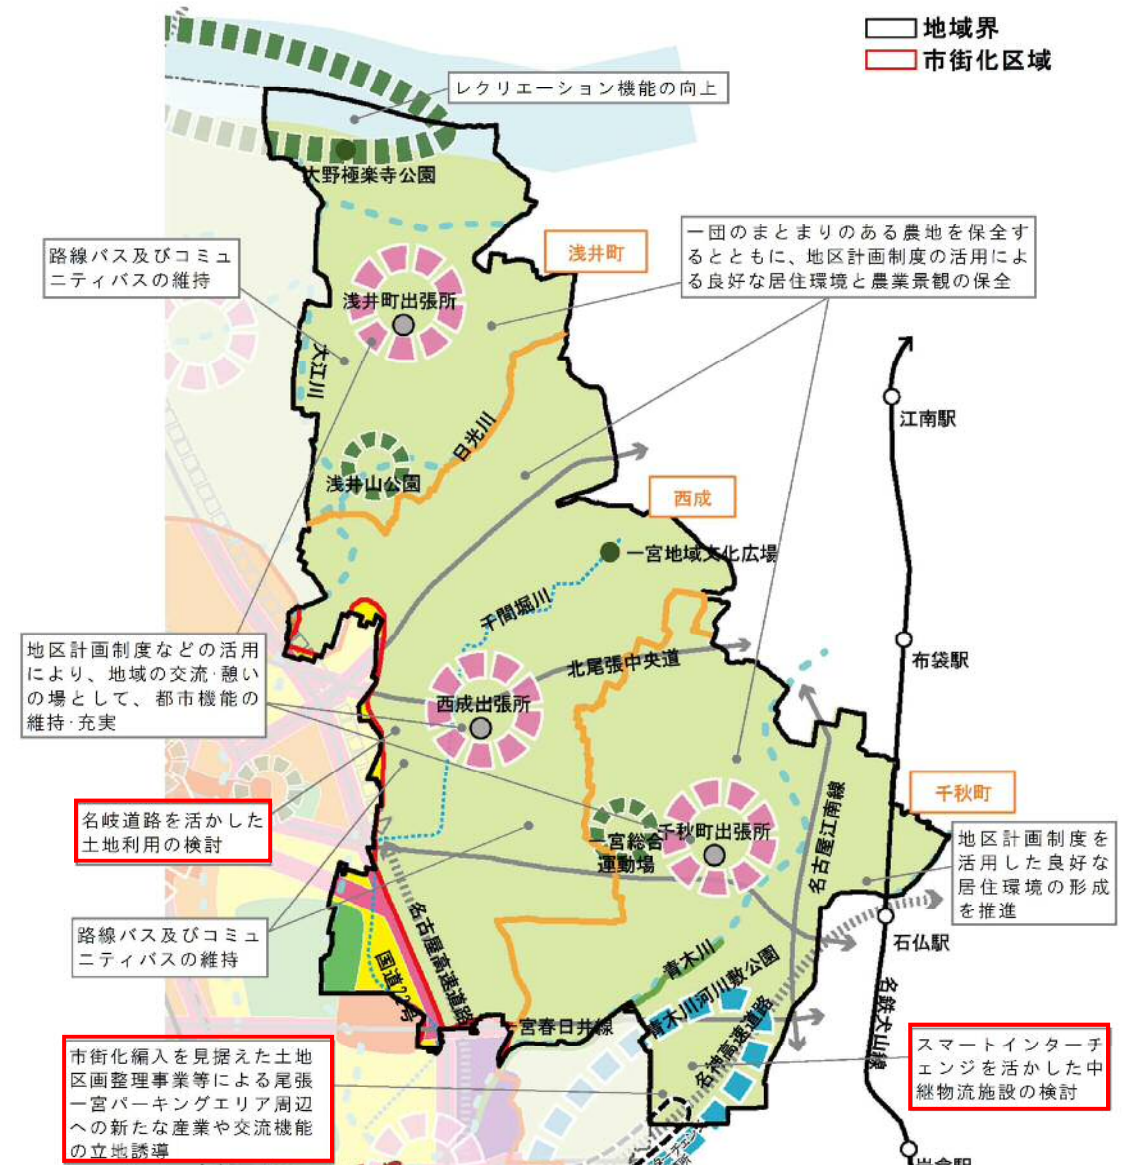 地域界
市街化区域
レクリエーション機能の向上
大野極楽寺公園
路線バス及びコミュ
ニティバスの維持
浅井町
一団のまとまりのある農地を保全す
るとともに、地区計画制度の活用によ
る良好な居住環境と農業景観の保全
浅井町出張所
大江川
日光川
江南駅
浅井山公園
西成
一宮地域文化広場
千間堀川
地区計画制度などの活用
により、地域の交流・憩い
の場として、都市機能の
維持・充実
北尾張中央道
布袋駅
西成出張所
名岐道路を活かした
土地利用の検討
千秋町
名古屋江南線
千秋町出張所
一宮総合
運動場
地区計画制度を
活用した良好な
居住環境の形成
を推進
路線バス及びコミュ
ニティバスの維持
名古屋高速道路
国道22号
石仏駅
青木川
青木川河川敷公園
名神高速道路
名鉄犬山線
一宮春日井線
市街化編入を見据えた土地
区画整理事業等による尾張
一宮パーキングエリア周辺
への新たな産業や交流機能
の立地誘導
スマートインターチ
ェンジを活かした中
継物流施設の検討
岩倉駅